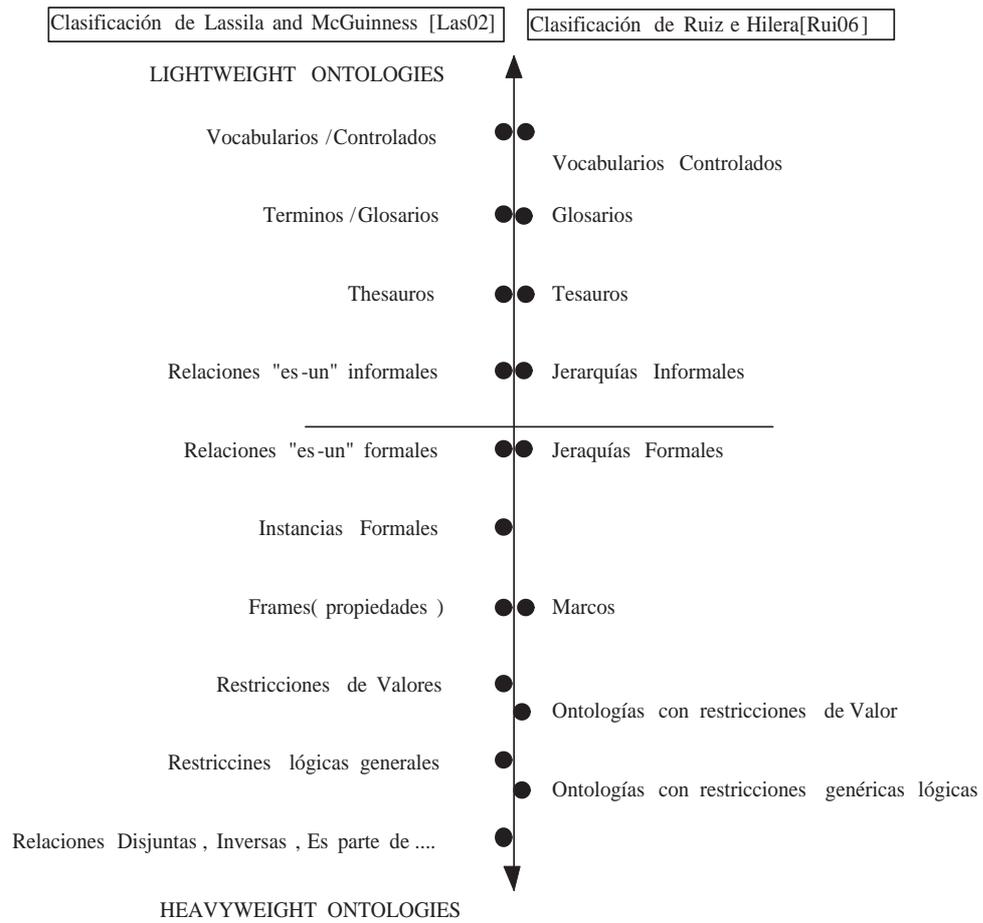 Clasificación de Lassila and McGuinness [Las02]
Clasificación de Ruiz e Hilera[Rui06]
LIGHTWEIGHT ONTOLOGIES
Vocabularios /Controlados
Vocabularios Controlados
Terminos /Glosarios
Glosarios
Thesauros
Tesauros
Relaciones "es-un" informales
Jerarquías Informales
Relaciones "es-un" formales
Jeraquías Formales
Instancias Formales
Frames( propiedades )
Marcos
Restricciones de Valores
Ontologías con restricciones de Valor
Restriccines lógicas generales
Ontologías con restricciones genéricas lógicas
Relaciones Disjuntas , Inversas , Es parte de ....
HEAVYWEIGHT ONTOLOGIES